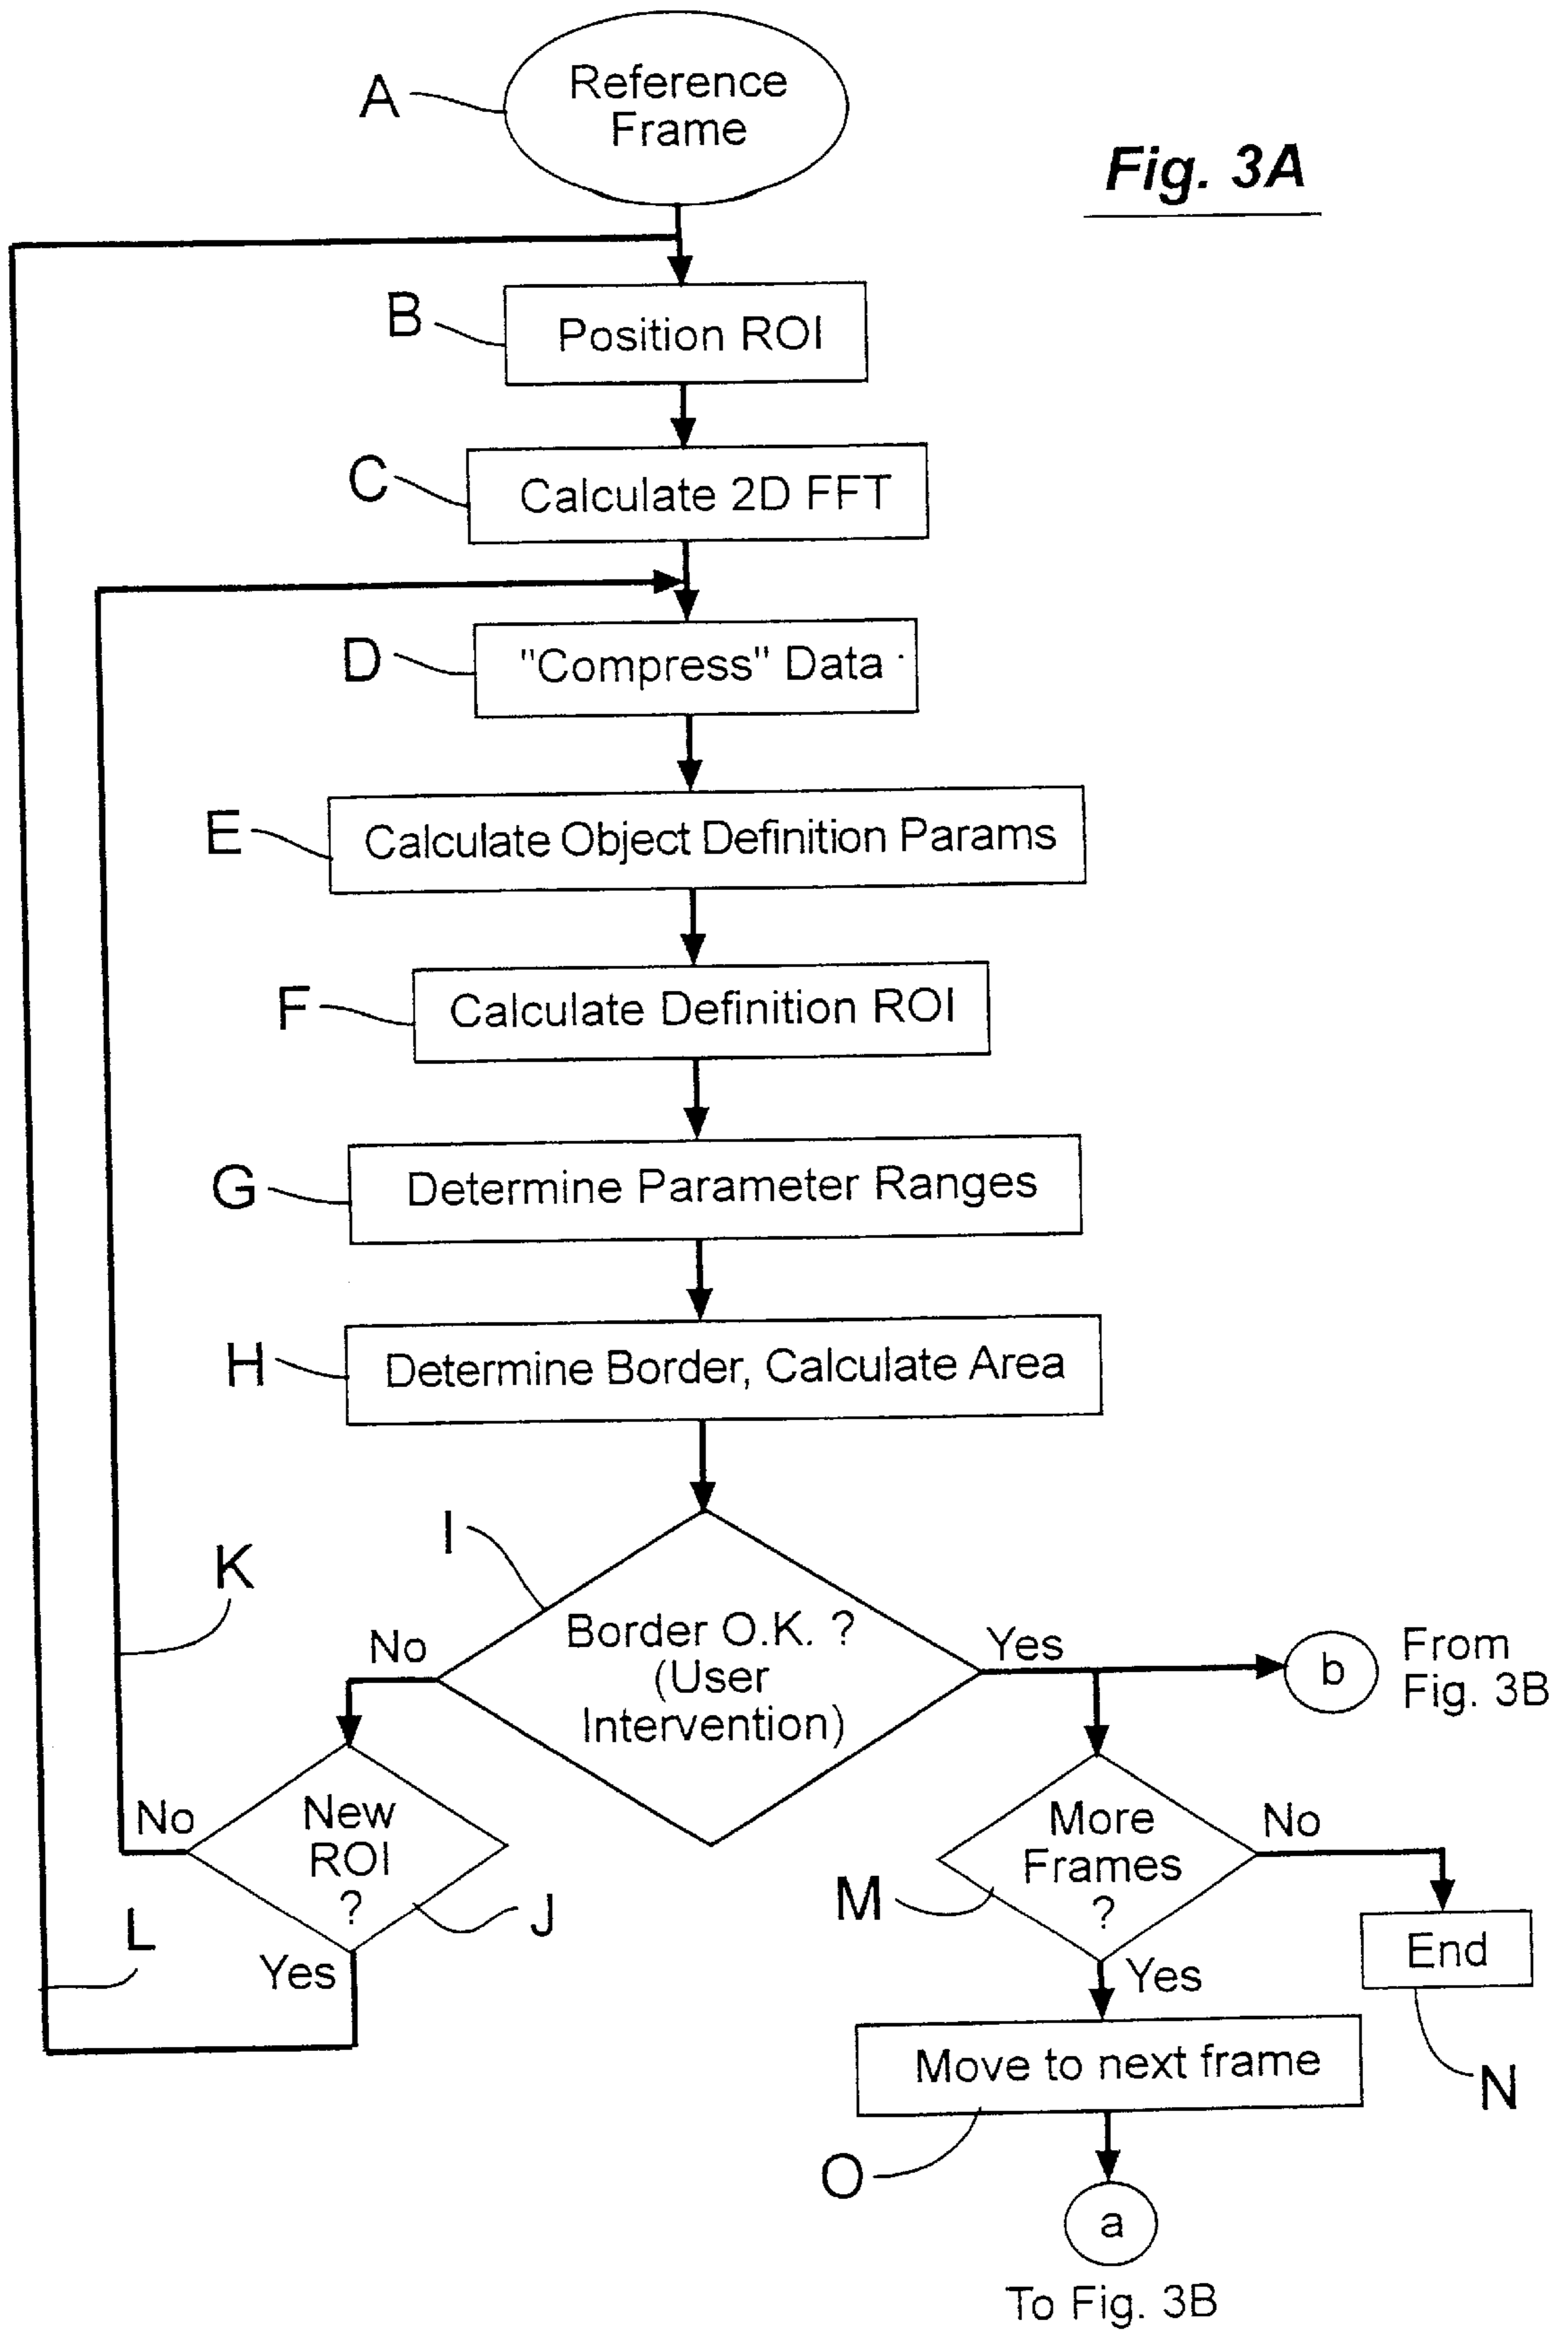 A
Reference
Frame
Fig. 3A
B
Position ROI
C
Calculate 2D FFT
D
"Compress" Data
E
Calculate Object Definition Params
F
Calculate Definition ROI
G
Determine Parameter Ranges
H
Determine Border, Calculate Area
I
K
Border O.K. ?
(User
Intervention)
No
Yes
b
From
Fig. 3B
No
New
ROI
?
J
L
Yes
More
Frames
?
M
No
End
N
Yes
Move to next frame
O
a
To Fig. 3B